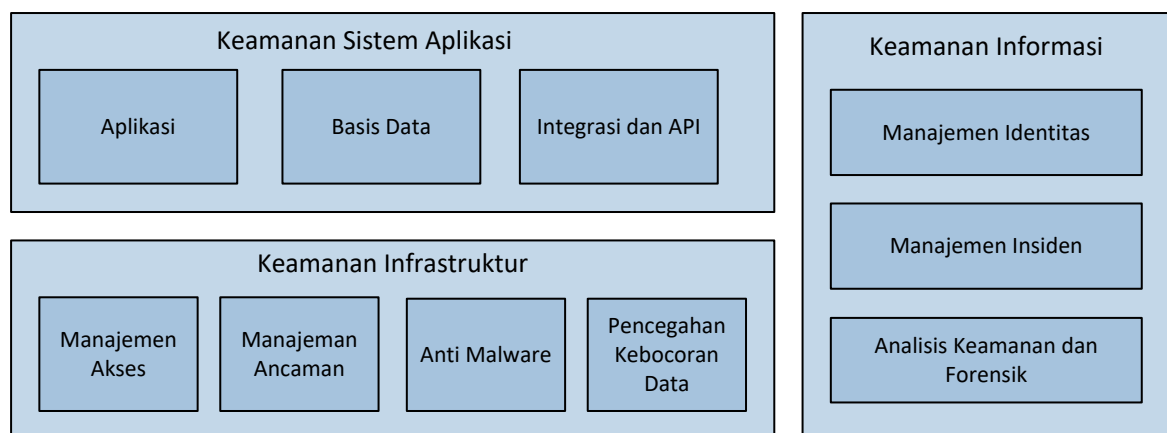 Keamanan Sistem Aplikasi
Aplikasi
Basis Data
Integrasi dan API
Keamanan Infrastruktur
Manajemen
Akses
Manajeman
Ancaman
Anti Malware
Pencegahan
Kebocoran
Data
Keamanan Informasi
Manajemen Identitas
Manajemen Insiden
Analisis Keamanan dan
Forensik